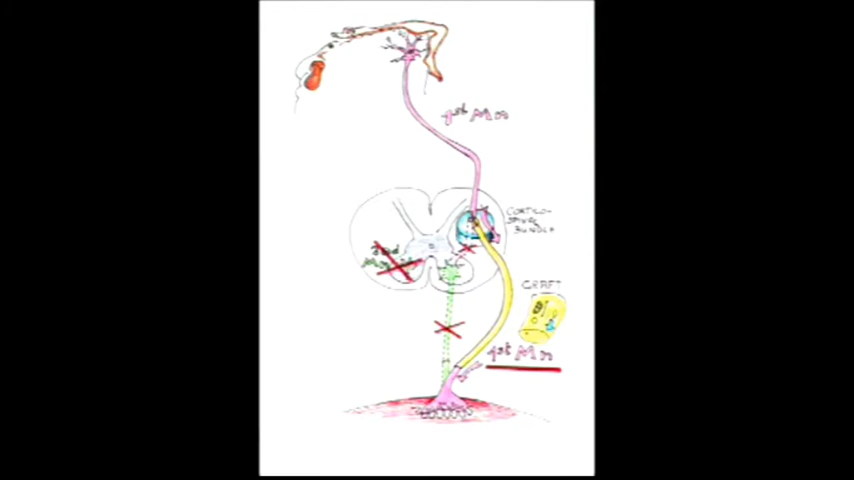 1st Mn
CORTICO-
SPINAL
BUNDLE
2nd
Mn
GRAFT
1st Mn